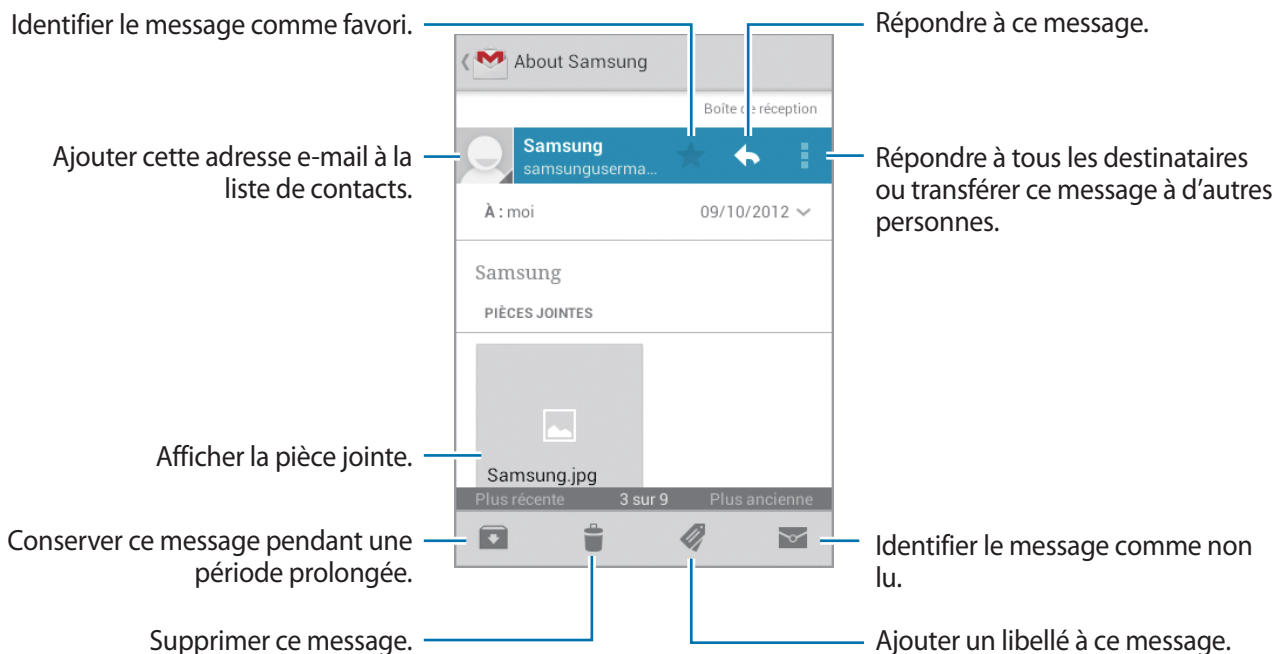 Identifier le message comme favori.
Répondre à ce message.
About Samsung
Boîte de réception
Ajouter cette adresse e-mail à la
liste de contacts.
Samsung
samsunguserma...
Répondre à tous les destinataires
ou transférer ce message à d'autres
personnes.
À : moi
09/10/2012
Samsung
PIÈCES JOINTES
Afficher la pièce jointe.
Samsung.jpg
Plus récente 3 sur 9 Plus ancienne
Conserver ce message pendant une
période prolongée.
Identifier le message comme non
lu.
Supprimer ce message.
Ajouter un libellé à ce message.